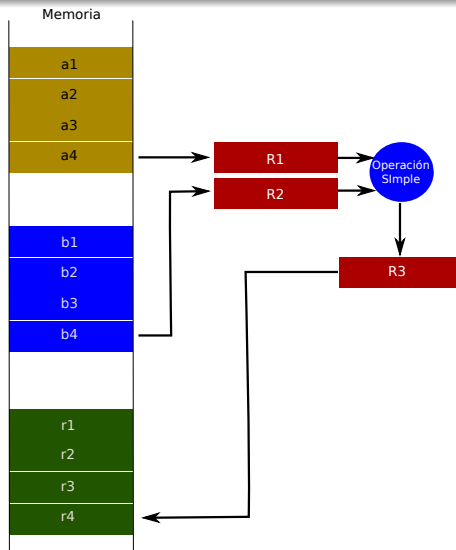 Memoria
a1
a2
a3
a4
R1
R2
Operación
SImple
b1
b2
b3
b4
R3
r1
r2
r3
r4